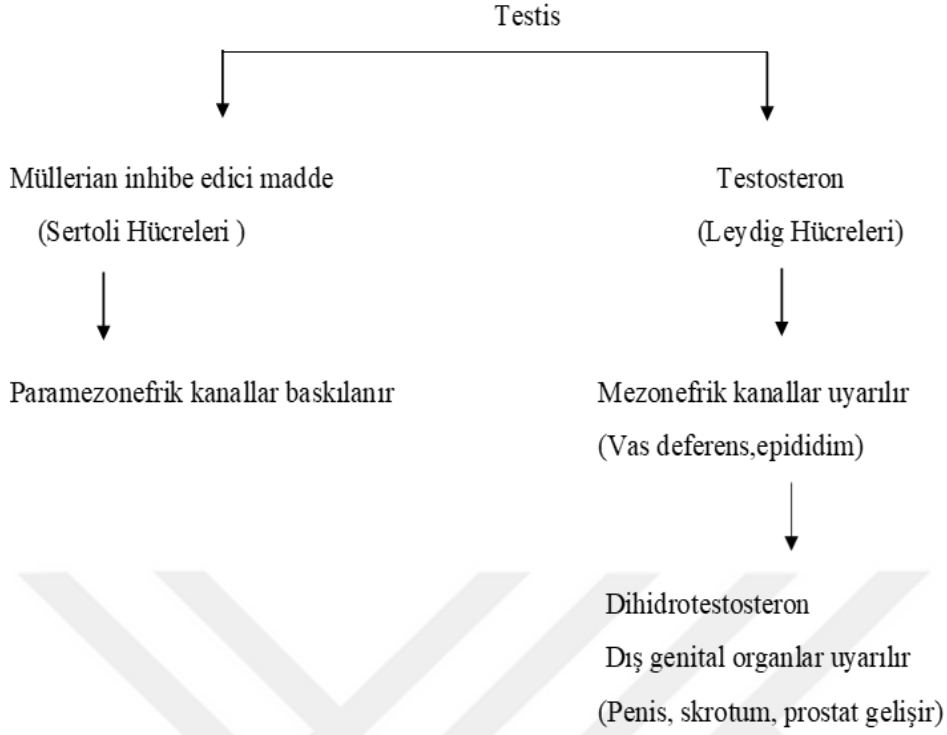 Testis
Müllerian inhibe edici madde
(Sertoli Hücreleri )
Paramezonefrik kanallar baskılanır
Testosteron
(Leydig Hücreleri)
Mezonefrik kanallar uyarılır
(Vas deferens,epididim)
Dihidrotestosteron
Dış genital organlar uyarılır
(Penis, skrotum, prostat gelişir)